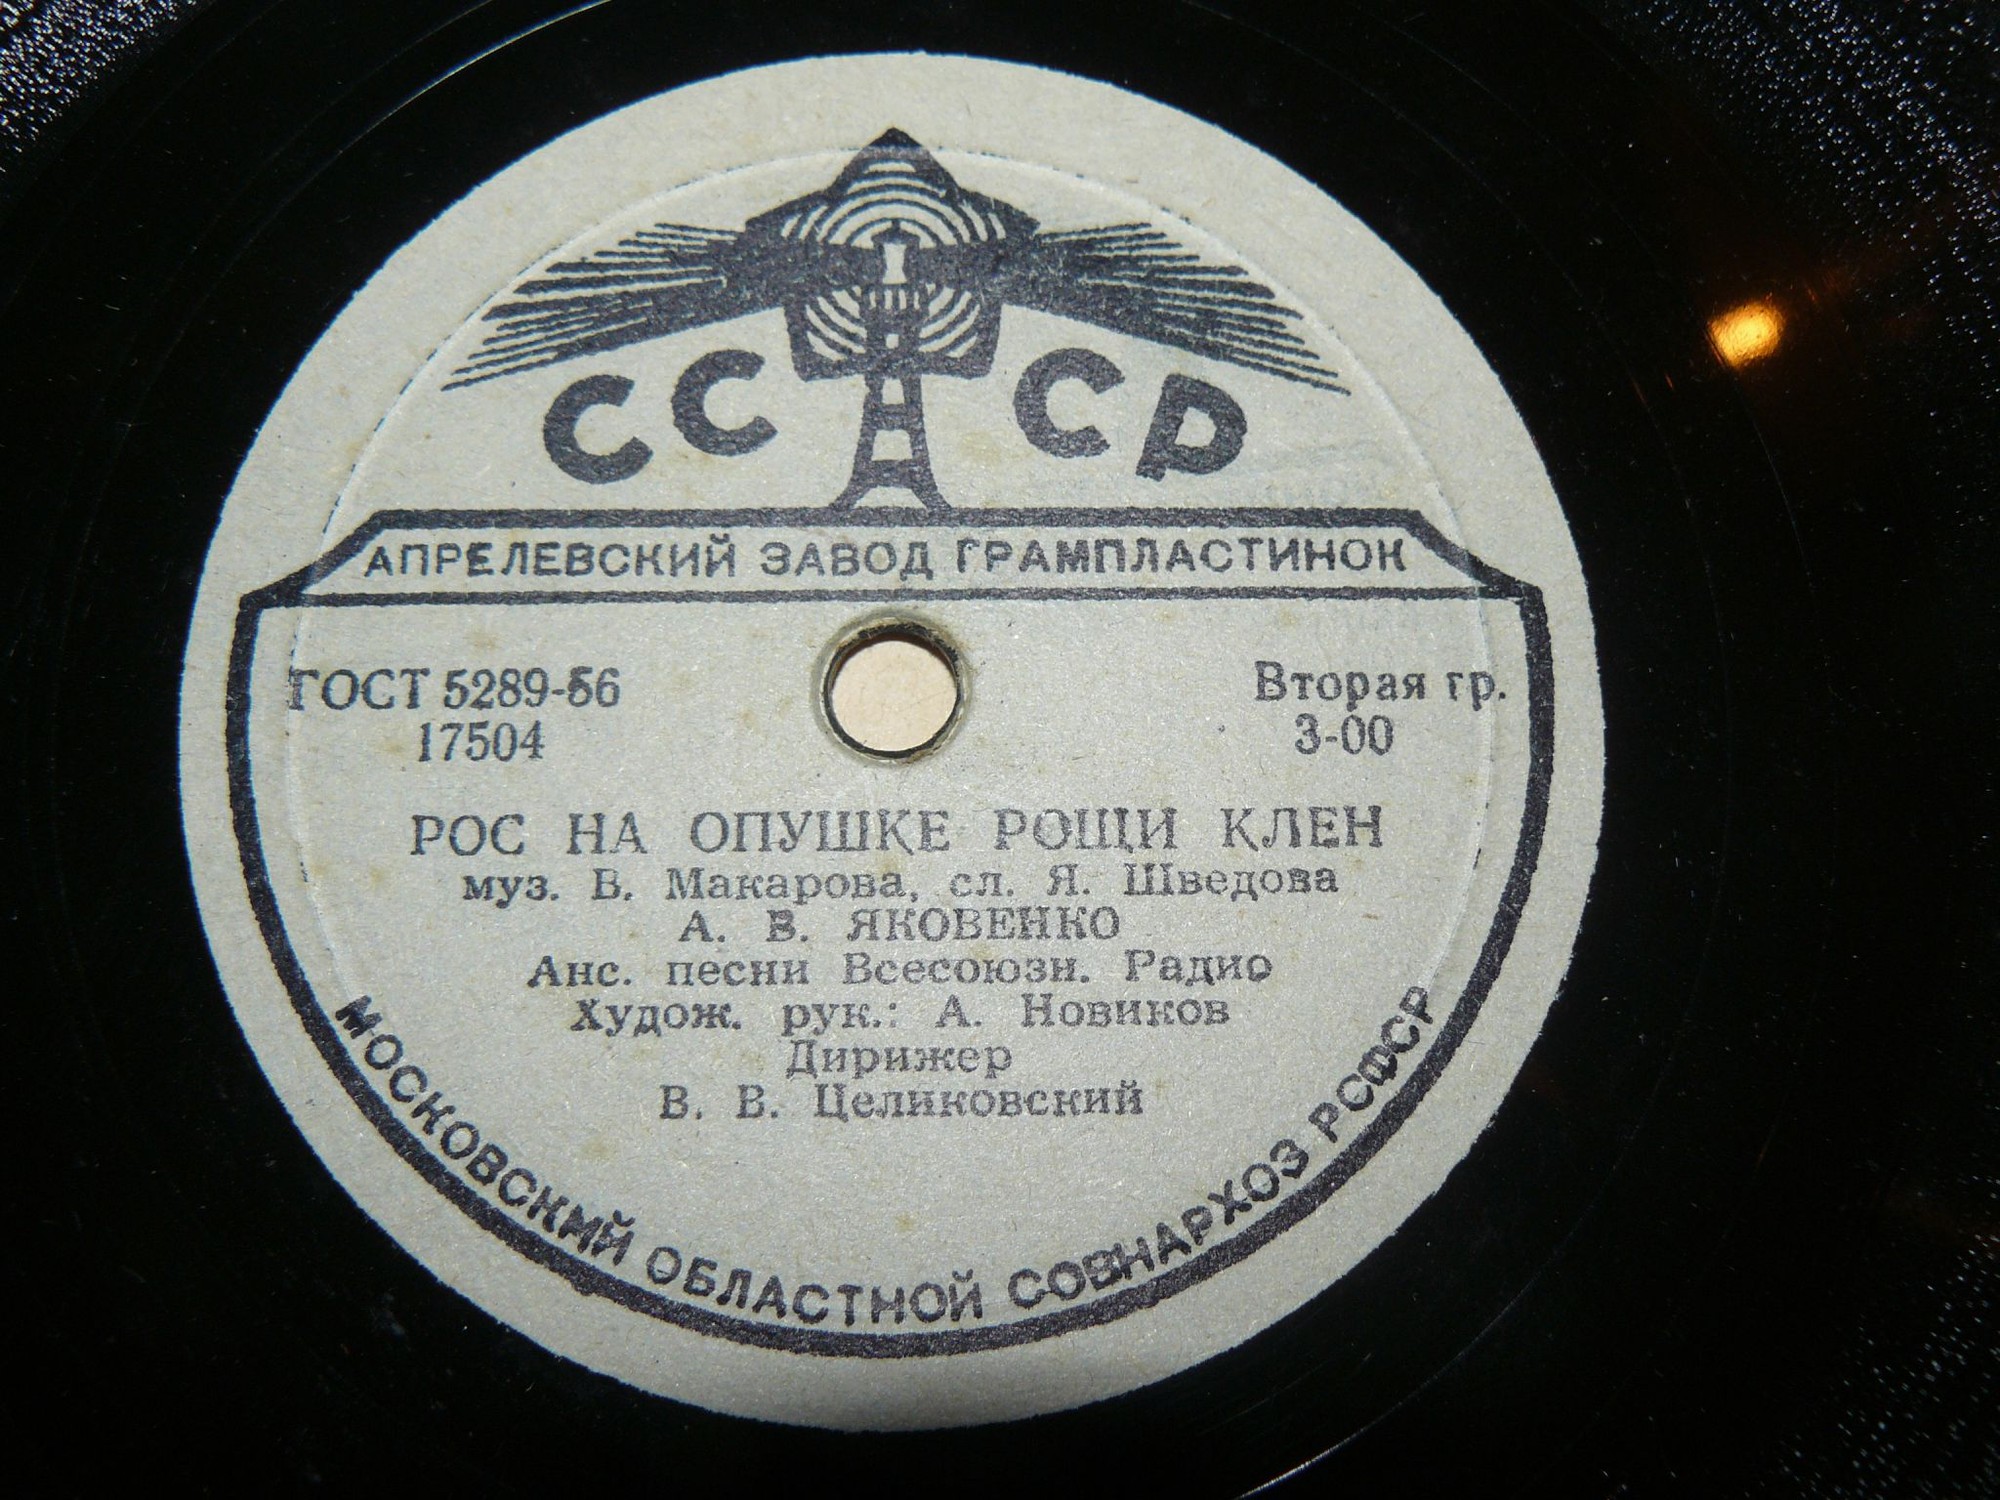 СССР
АПРЕЛЕВСКИЙ ЗАВОД ГРАМПЛАСТИНОК
ГОСТ 5289-56
Вторая гр.
17504
3-00
РОС НА ОПУШКЕ РОЩИ КЛЕН
муз. В. Макарова, сл. Я. Шведова
А. В. ЯКОВЕНКО
Анс. песни Всесоюзн. Радио
Худож. рук.: А. Новиков
Дирижер
В. В. Целиковский
МОСКОВСКИЙ ОБЛАСТНОЙ СОВНАРХОЗ РСФСР